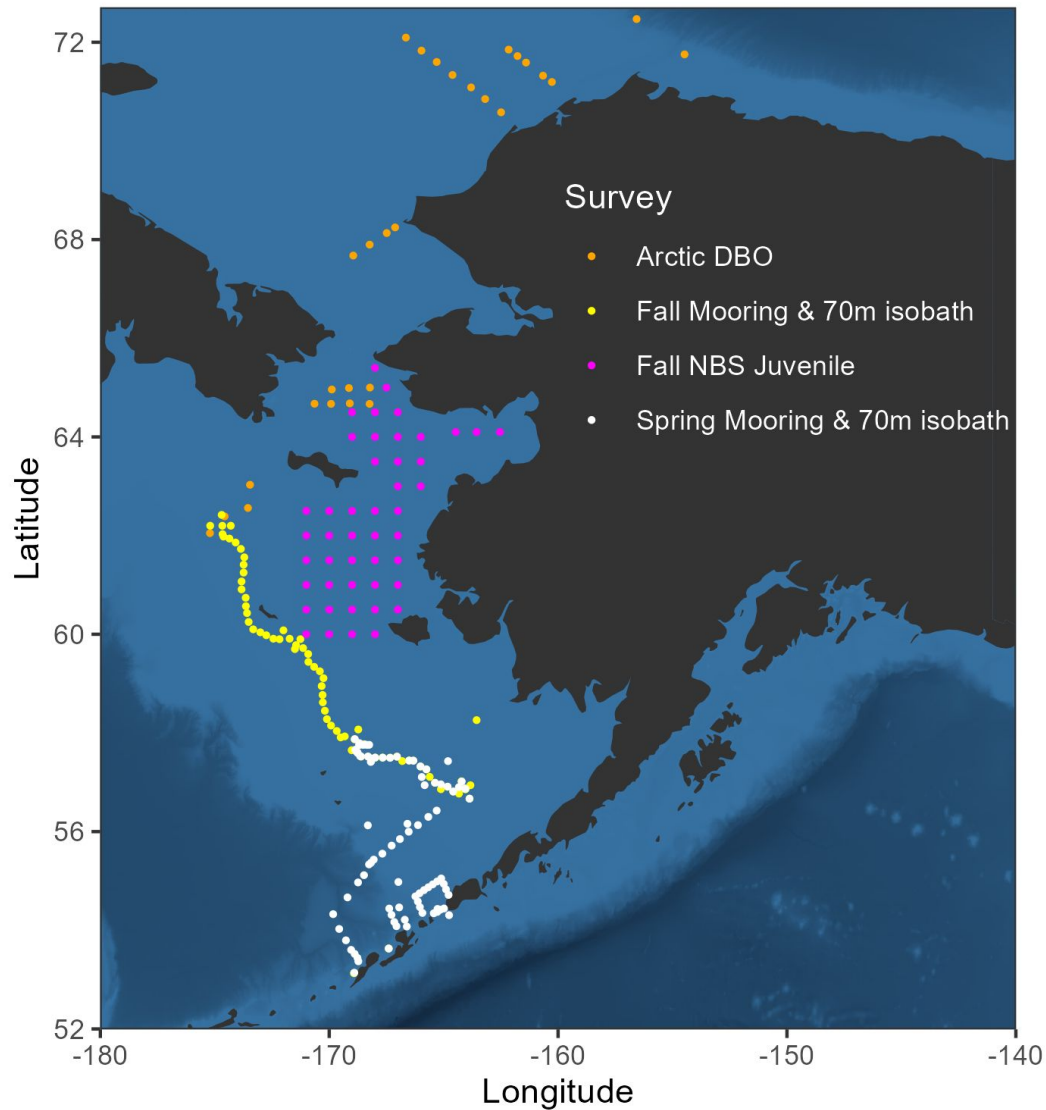 72
68
64
60
56
52
Latitude
Survey
Arctic DBO
Fall Mooring & 70m isobath
Fall NBS Juvenile
Spring Mooring & 70m isobath
-180
-170
-160
-150
-140
Longitude